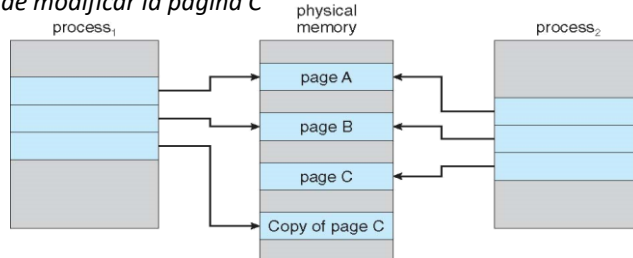 de modificar la página C
process₁
physical
memory
process₂
page A
page B
page C
Copy of page C